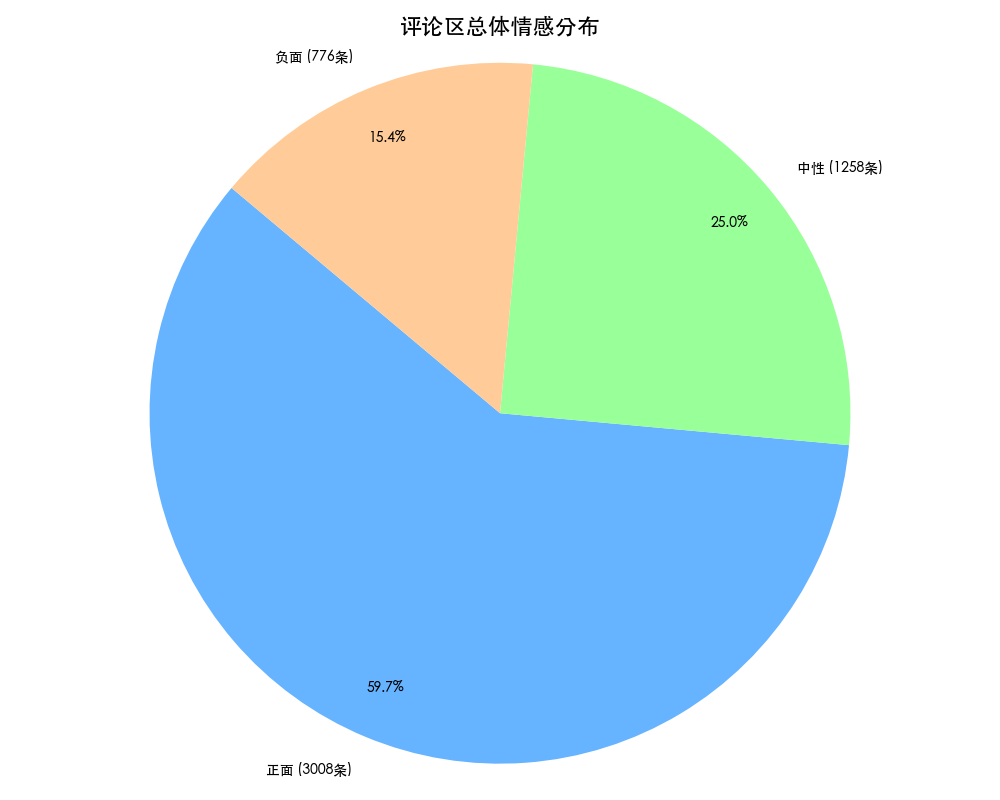 评论区总体情感分布
负面 (776条)
15.4%
中性 (1258条)
25.0%
59.7%
正面 (3008条)